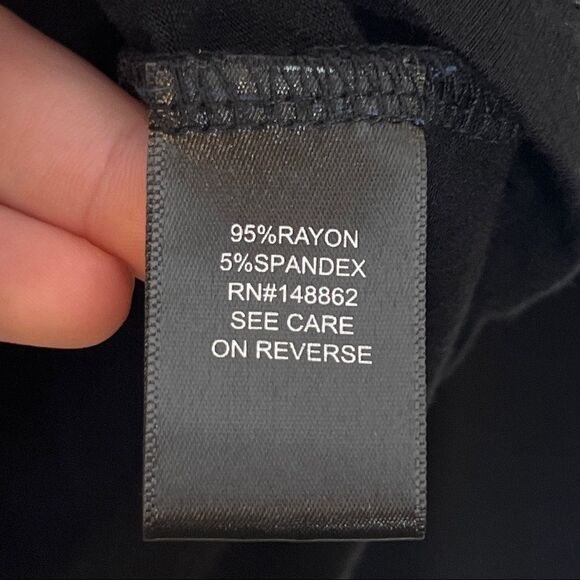 95%RAYON
5%SPANDEX
RN#148862
SEE CARE
ON REVERSE